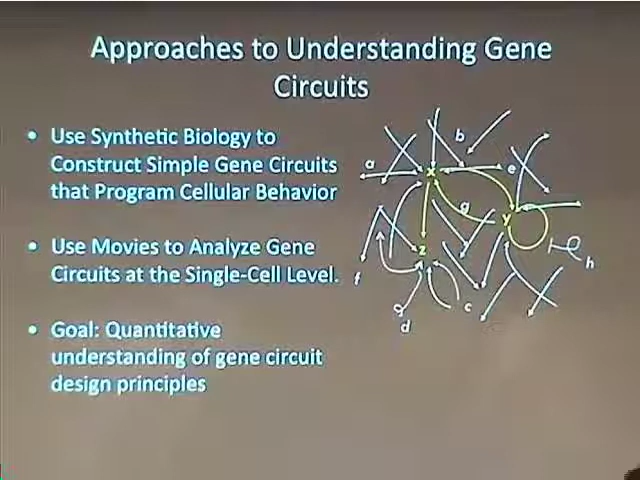 Approaches to Understanding Gene
Circuits
• Use Synthetic Biology to
Construct Simple Gene Circuits
that Program Cellular Behavior
• Use Movies to Analyze Gene
Circuits at the Single-Cell Level.
• Goal: Quantitative
understanding of gene circuit
design principles
b
a
x
e
g
y
z
h
f
c
d